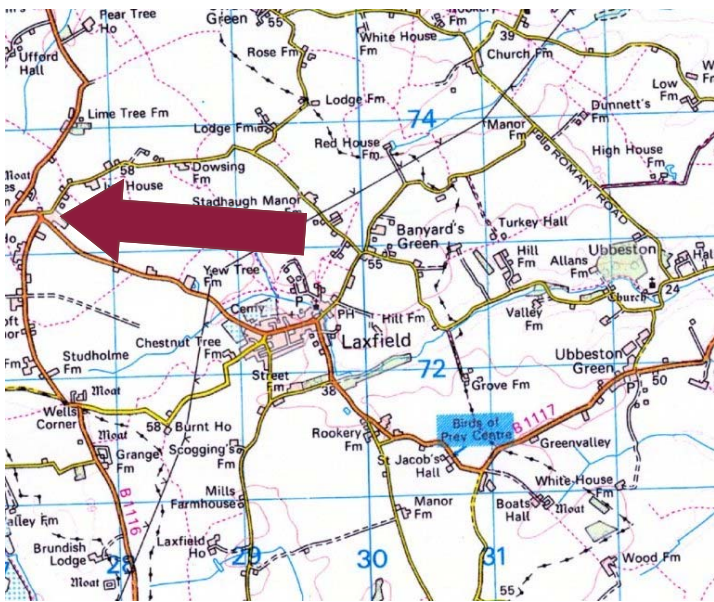 Pear Tree
Ho
Green
55
White House
Fm
39
Church Fm
Ufford
Hall
Rose Fm
Low
Fm
Lime Tree Fm
Lodge Fm
74
Dunnett's
Fm
Lodge Fm
Manor
Fm
Red House
Fm
High House
Fm
ROMAN ROAD
Moat
58
House
Dowsing
Fm
Stadhaugh Manor
Fm
Banyard's
Green
Turkey Hall
Hill
Fm
Allans
Fm
Ubbeston
55
Yew Tree
Fm
Church
24
Cemy
P
PH
Hill Fm
Valley
Fm
Chestnut Tree
Fm
Laxfield
Ubbeston
Green
Studholme
Fm
Street
Fm
72
P
50
38
Grove Fm
Moat
Wells
Corner
58
Burnt Ho
Rookery
Fm
Birds of
Prey Centre
B 1117
Moat
Greenvalley
Grange
Fm
Scogging's
Fm
St Jacob's
Hall
White House
Fm
Mills
Farmhouse
Boats
Hall
Moat
B 1116
Manor
Fm
alley Fm
Laxfield
Ho
Brundish
Lodge
28
29
30
31
Wood Fm
Moat
55